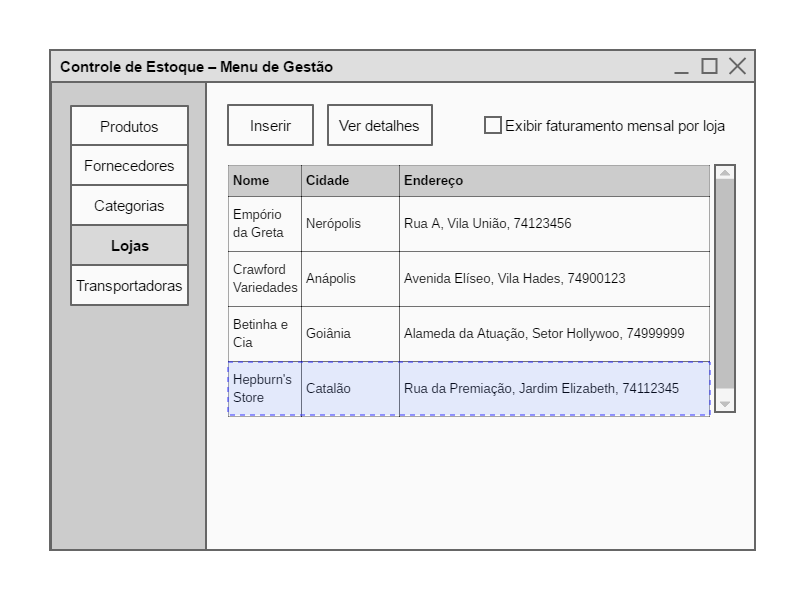 Controle de Estoque – Menu de Gestão
Produtos
Fornecedores
Categorias
Lojas
Transportadoras
Inserir
Ver detalhes
Exibir faturamento mensal por loja
Nome
Cidade
Endereço
Empório
da Greta
Nerópolis
Rua A, Vila União, 74123456
Crawford
Variedades
Anápolis
Avenida Elíseo, Vila Hades, 74900123
Betinha e
Cia
Goiânia
Alameda da Atuação, Setor Hollywoo, 74999999
Hepburn's
Store
Catalão
Rua da Premiação, Jardim Elizabeth, 74112345